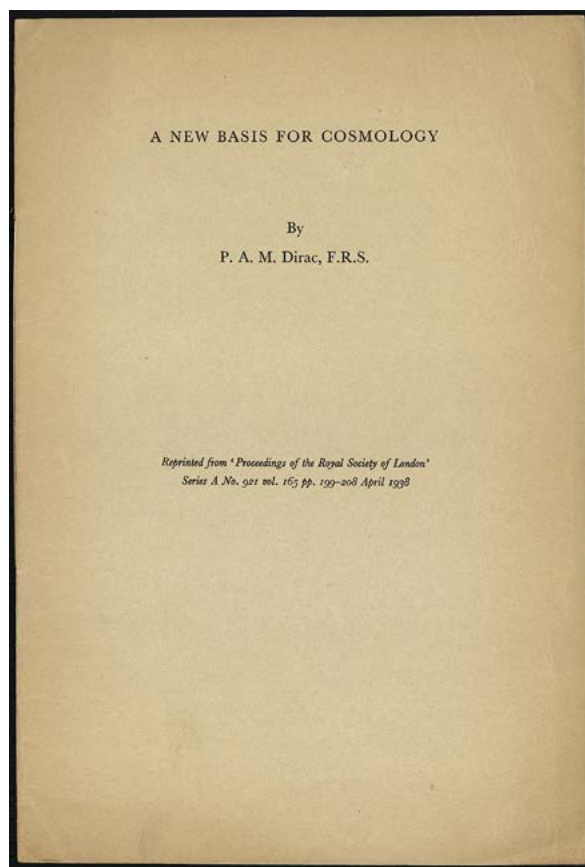 A NEW BASIS FOR COSMOLOGY
By
P. A. M. Dirac, F.R.S.
Reprinted from ‘Proceedings of the Royal Society of London’
Series A No. 921 vol. 165 pp. 199–208 April 1938